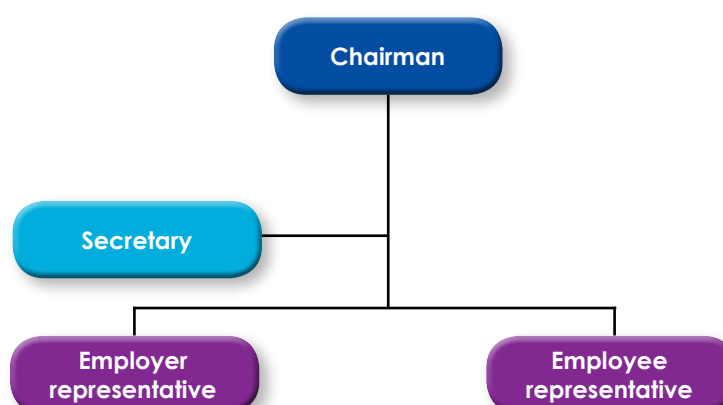 Chairman
Secretary
Employer
representative
Employee
representative